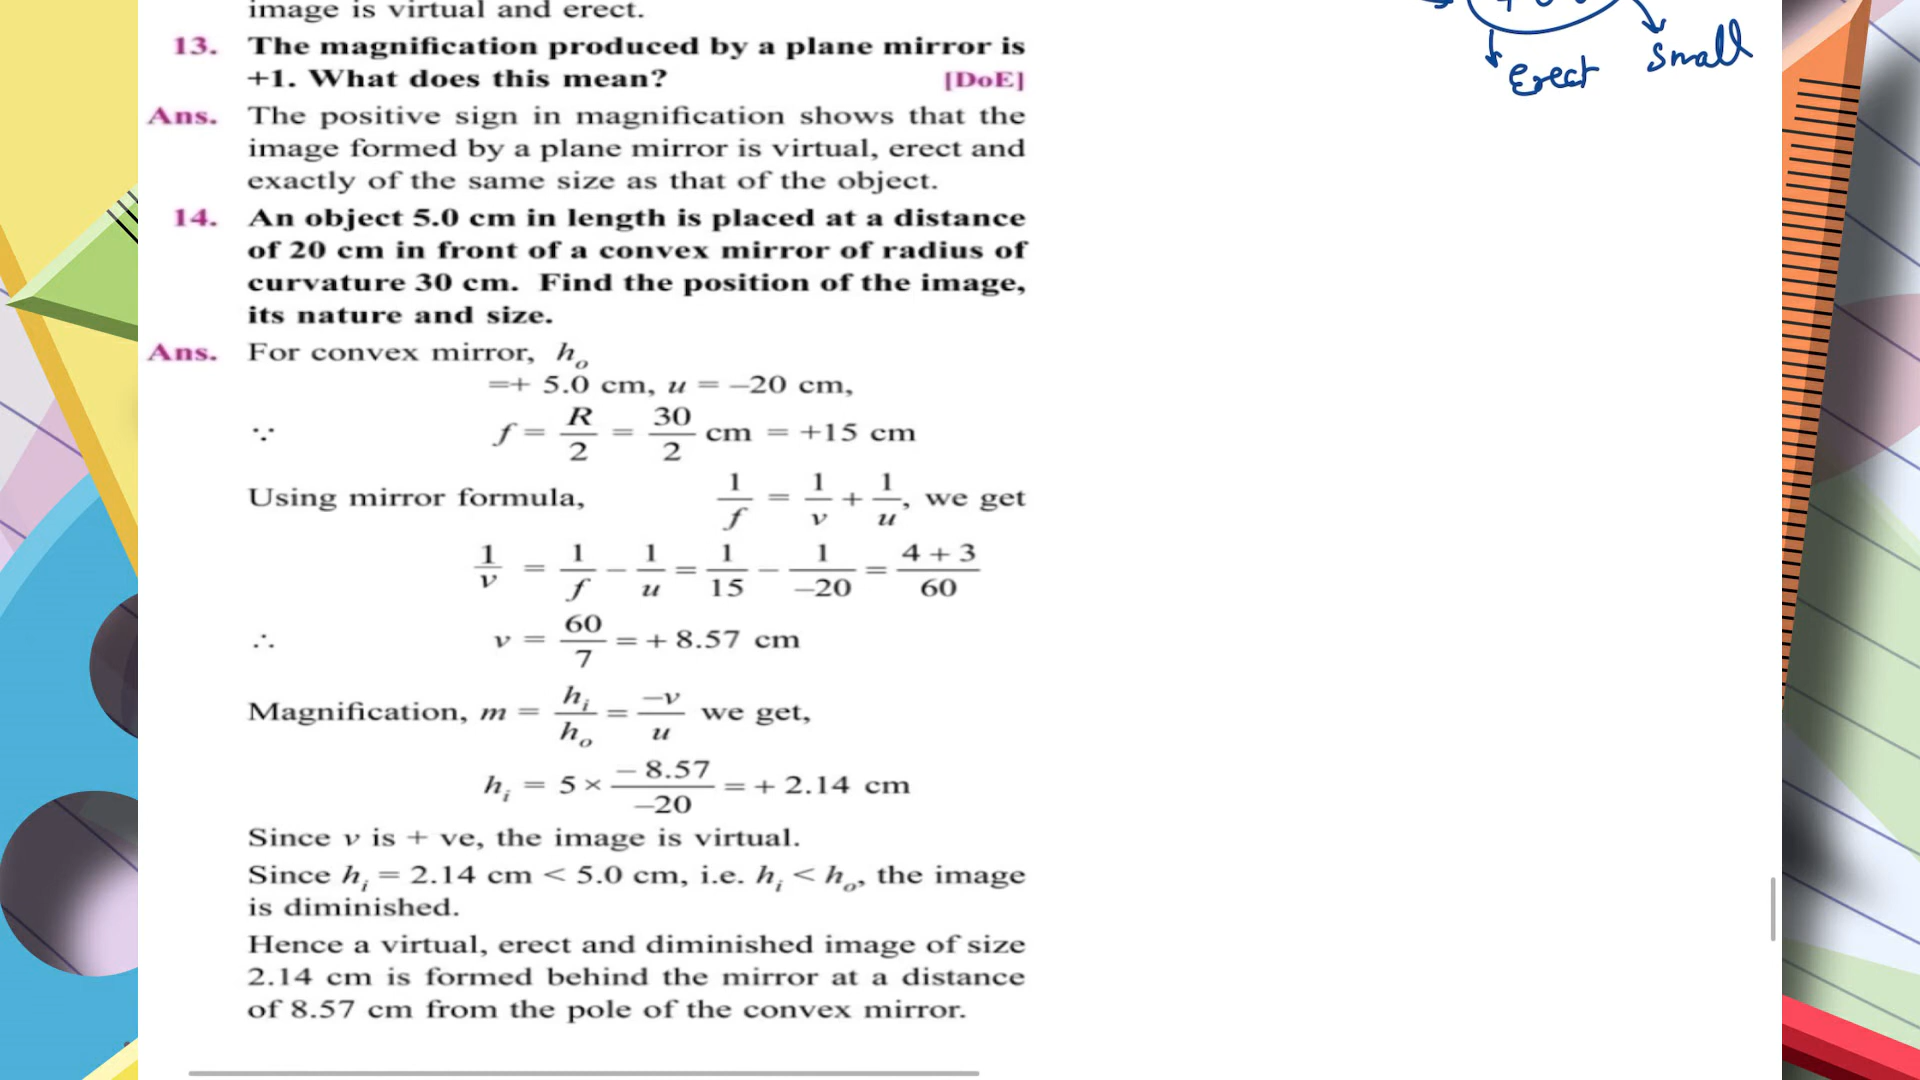 image is virtual and erect.
13. The magnification produced by a plane mirror is
+1. What does this mean? [DoE]
Ans. The positive sign in magnification shows that the
image formed by a plane mirror is virtual, erect and
exactly of the same size as that of the object.
14. An object 5.0 cm in length is placed at a distance
of 20 cm in front of a convex mirror of radius of
curvature 30 cm. Find the position of the image,
its nature and size.
Ans. For convex mirror, h_o
=+ 5.0 cm, u = –20 cm,
∵ f = R/2 = 30/2 cm = +15 cm
Using mirror formula, 1/f = 1/v + 1/u, we get
1/v = 1/f – 1/u = 1/15 – 1/–20 = 4 + 3/60
∴ v = 60/7 = + 8.57 cm
Magnification, m = h_i/h_o = –v/u we get,
h_i = 5 × – 8.57/–20 = + 2.14 cm
Since v is + ve, the image is virtual.
Since h_i = 2.14 cm < 5.0 cm, i.e. h_i < h_o, the image
is diminished.
Hence a virtual, erect and diminished image of size
2.14 cm is formed behind the mirror at a distance
of 8.57 cm from the pole of the convex mirror.
Erect
Small